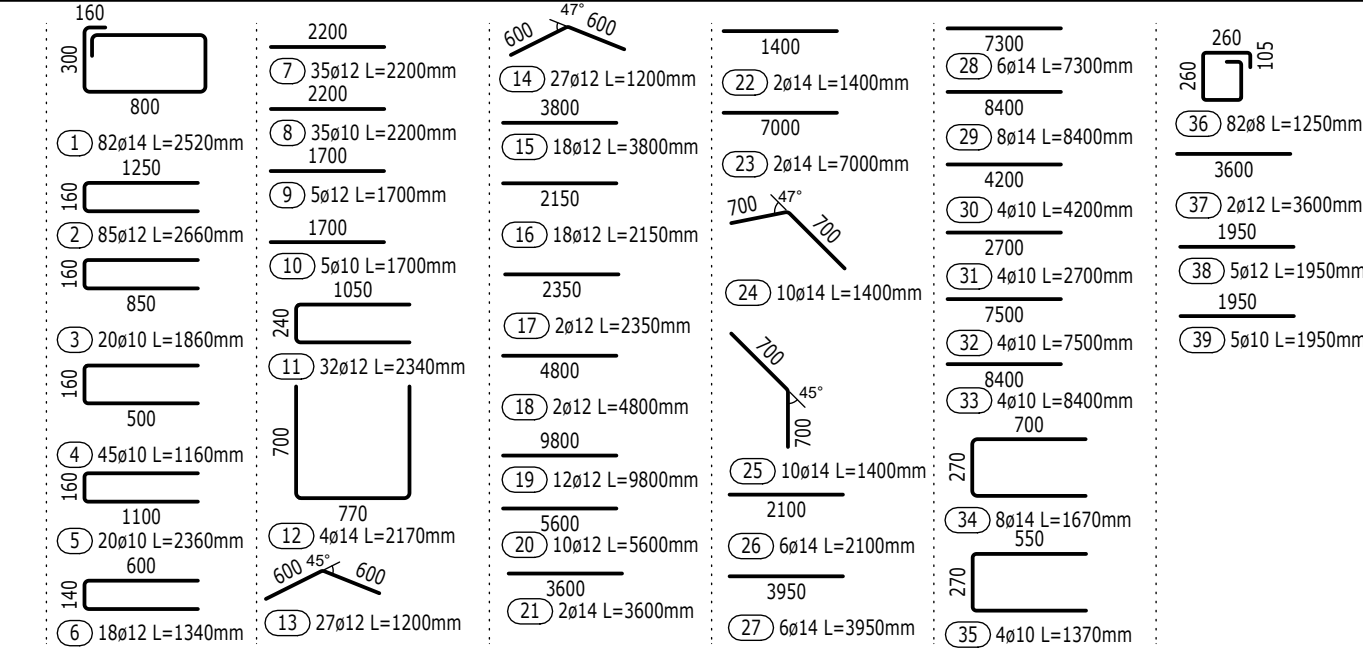 160
300
800
1 82ø14 L=2520mm
1250
160
2 85ø12 L=2660mm
160
850
3 20ø10 L=1860mm
160
500
4 45ø10 L=1160mm
160
1100
5 20ø10 L=2360mm
600
140
6 18ø12 L=1340mm
2200
7 35ø12 L=2200mm
2200
8 35ø10 L=2200mm
1700
9 5ø12 L=1700mm
1700
10 5ø10 L=1700mm
1050
240
11 32ø12 L=2340mm
700
770
12 4ø14 L=2170mm
600 45° 600
13 27ø12 L=1200mm
600 47° 600
14 27ø12 L=1200mm
3800
15 18ø12 L=3800mm
2150
16 18ø12 L=2150mm
2350
17 2ø12 L=2350mm
4800
18 2ø12 L=4800mm
9800
19 12ø12 L=9800mm
5600
20 10ø12 L=5600mm
3600
21 2ø14 L=3600mm
1400
22 2ø14 L=1400mm
7000
23 2ø14 L=7000mm
700 47° 700
24 10ø14 L=1400mm
700
45°
700
25 10ø14 L=1400mm
2100
26 6ø14 L=2100mm
3950
27 6ø14 L=3950mm
7300
28 6ø14 L=7300mm
8400
29 8ø14 L=8400mm
4200
30 4ø10 L=4200mm
2700
31 4ø10 L=2700mm
7500
32 4ø10 L=7500mm
8400
33 4ø10 L=8400mm
700
270
34 8ø14 L=1670mm
550
270
35 4ø10 L=1370mm
260
105
260
36 82ø8 L=1250mm
3600
37 2ø12 L=3600mm
1950
38 5ø12 L=1950mm
1950
39 5ø10 L=1950mm